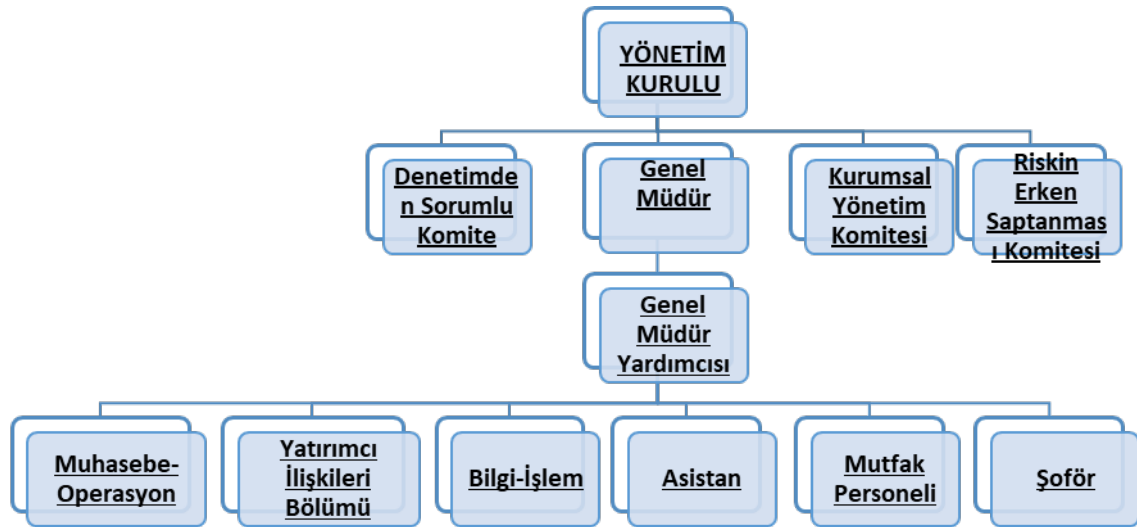 YÖNETİM
KURULU
Denetimde
n Sorumlu
Komite
Genel
Müdür
Kurumsal
Yönetim
Komitesi
Riskin
Erken
Saptanmas
ı Komitesi
Genel
Müdür
Yardımcısı
Muhasebe-
Operasyon
Yatırımcı
İlişkileri
Bölümü
Bilgi-İşlem
Asistan
Mutfak
Personeli
Şoför